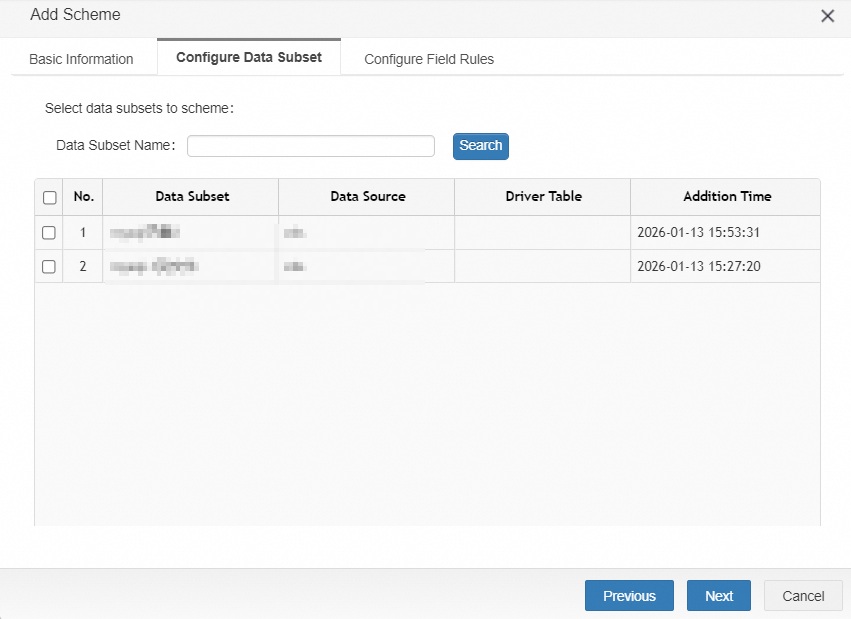 Add Scheme
Basic Information Configure Data Subset Configure Field Rules
Select data subsets to scheme:
Data Subset Name: Search
No. Data Subset Data Source Driver Table Addition Time
1 2026-01-13 15:53:31
2 2026-01-13 15:27:20
Previous Next Cancel